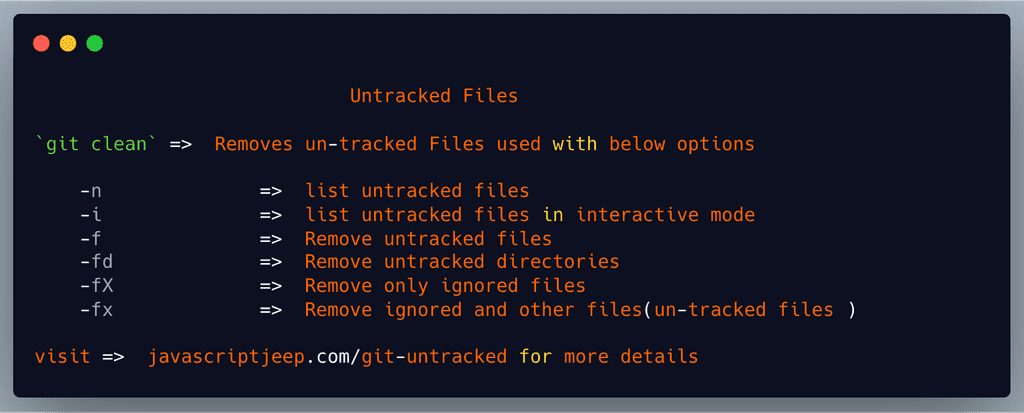 Untracked Files
`git clean` =>  Removes un-tracked Files used with below options
-n              =>  list untracked files
-i              =>  list untracked files in interactive mode
-f              =>  Remove untracked files
-fd             =>  Remove untracked directories
-fX             =>  Remove only ignored files
-fx             =>  Remove ignored and other files(un-tracked files )
visit =>  javascriptjeep.com/git-untracked for more details